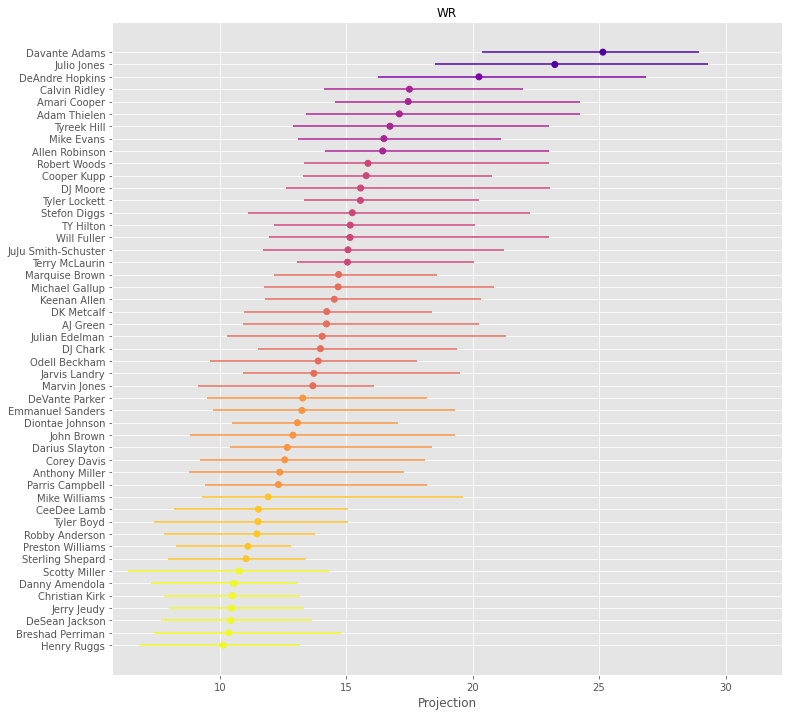 WR
Davante Adams
Julio Jones
DeAndre Hopkins
Calvin Ridley
Amari Cooper
Adam Thielen
Tyreek Hill
Mike Evans
Allen Robinson
Robert Woods
Cooper Kupp
DJ Moore
Tyler Lockett
Stefon Diggs
TY Hilton
Will Fuller
JuJu Smith-Schuster
Terry McLaurin
Marquise Brown
Michael Gallup
Keenan Allen
DK Metcalf
AJ Green
Julian Edelman
DJ Chark
Odell Beckham
Jarvis Landry
Marvin Jones
DeVante Parker
Emmanuel Sanders
Diontae Johnson
John Brown
Darius Slayton
Corey Davis
Anthony Miller
Parris Campbell
Mike Williams
CeeDee Lamb
Tyler Boyd
Robby Anderson
Preston Williams
Sterling Shepard
Scotty Miller
Danny Amendola
Christian Kirk
Jerry Jeudy
DeSean Jackson
Breshad Perriman
Henry Ruggs
10 15 20 25 30
Projection